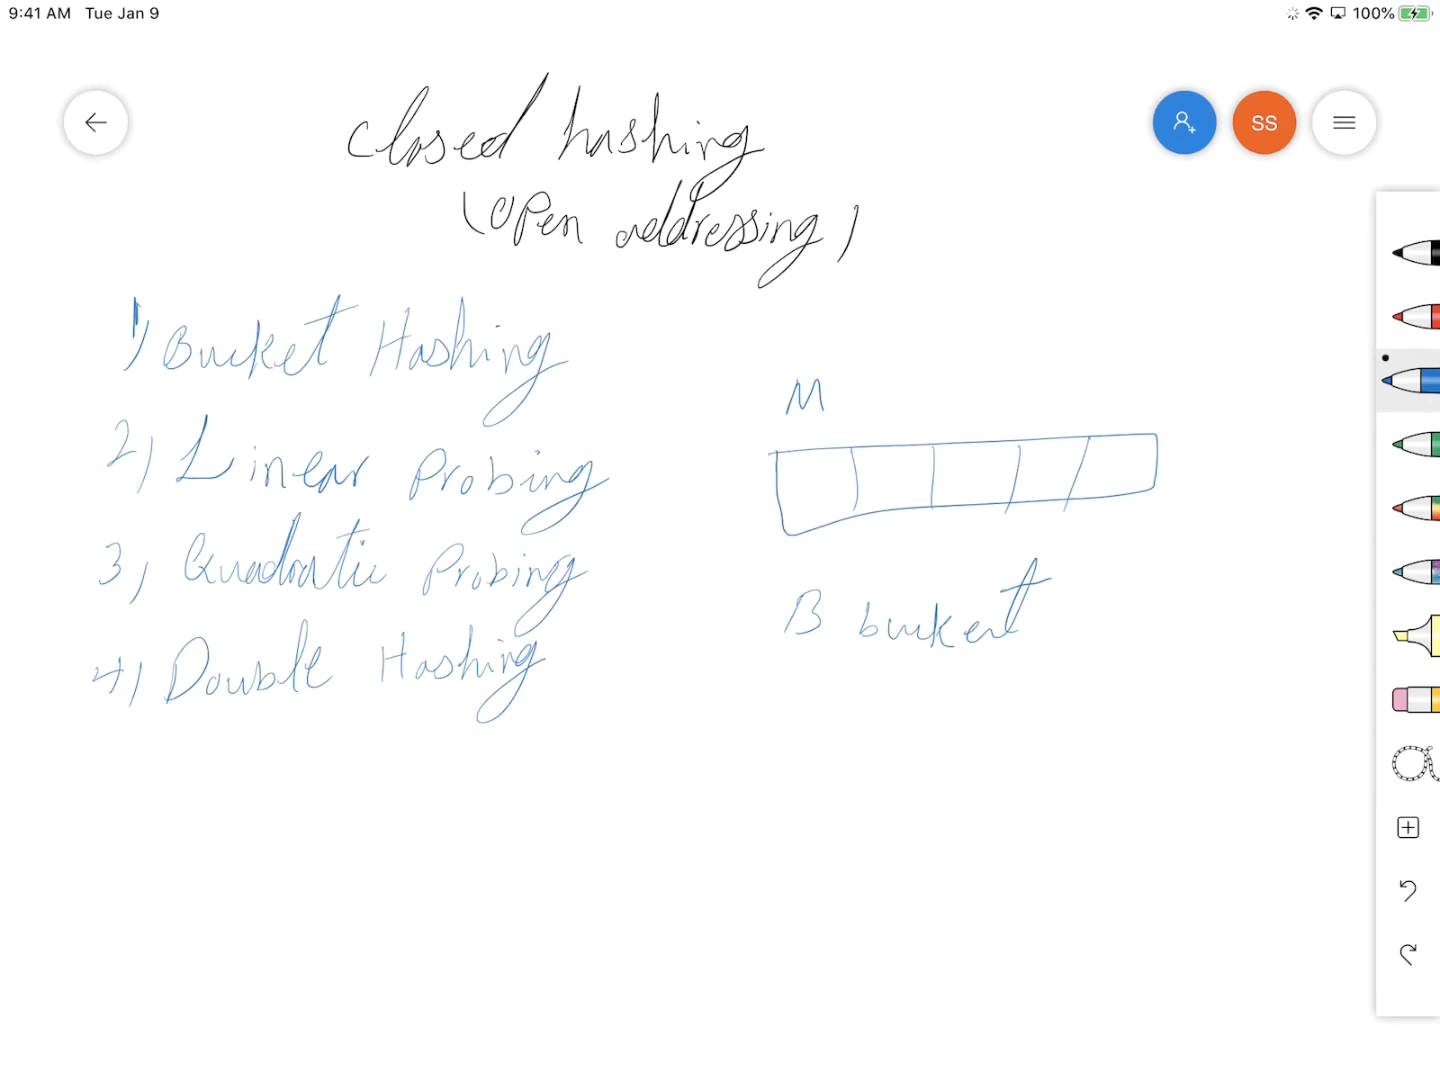 9:41 AM Tue Jan 9
100%
closed hashing
SS
(open addressing)
1) Bucket Hashing
2) Linear Probing
3) Quadratic Probing
4) Double Hashing
M
B bucket